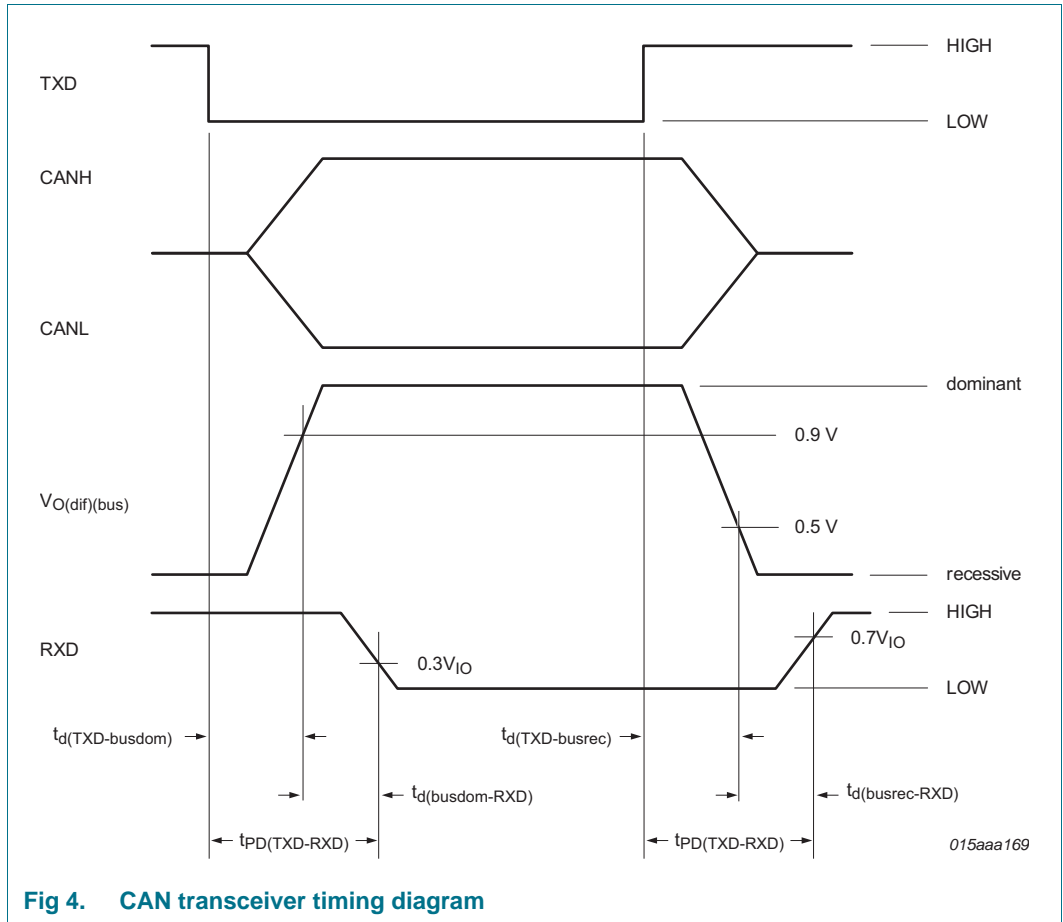 HIGH
TXD
LOW
CANH
CANL
dominant
0.9 V
VO(dif)(bus)
0.5 V
recessive
HIGH
RXD
0.7VIO
0.3VIO
LOW
td(TXD-busdom)
td(TXD-busrec)
td(busdom-RXD)
td(busrec-RXD)
tPD(TXD-RXD)
tPD(TXD-RXD)
015aaa169
Fig 4. CAN transceiver timing diagram